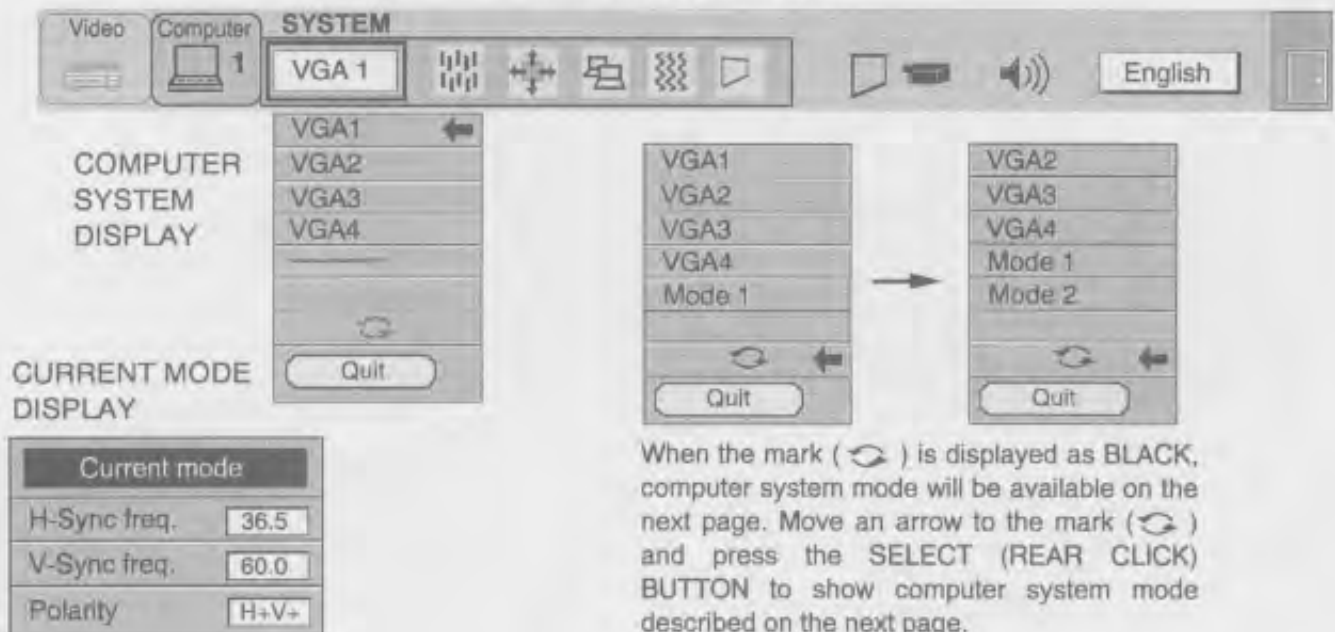 Video
Computer
1
SYSTEM
VGA 1
English
COMPUTER
SYSTEM
DISPLAY
VGA1
VGA2
VGA3
VGA4
Quit
VGA1
VGA2
VGA3
VGA4
Mode 1
Quit
VGA2
VGA3
VGA4
Mode 1
Mode 2
Quit
CURRENT MODE
DISPLAY
Current mode
H-Sync freq. 36.5
V-Sync freq. 60.0
Polarity H+V+
When the mark ( ) is displayed as BLACK,
computer system mode will be available on the
next page. Move an arrow to the mark ( )
and press the SELECT (REAR CLICK)
BUTTON to show computer system mode
described on the next page.